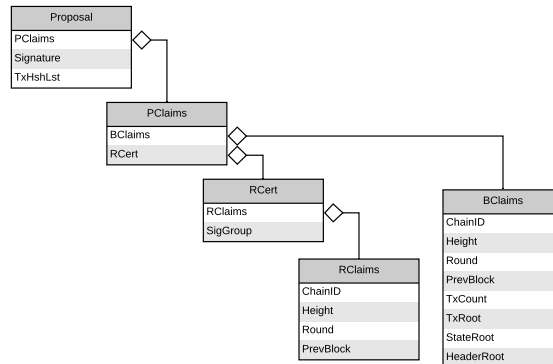 Proposal
PClaims
Signature
TxHshLst
PClaims
BClaims
RCert
RCert
RClaims
SigGroup
RClaims
ChainID
Height
Round
PrevBlock
BClaims
ChainID
Height
Round
PrevBlock
TxCount
TxRoot
StateRoot
HeaderRoot